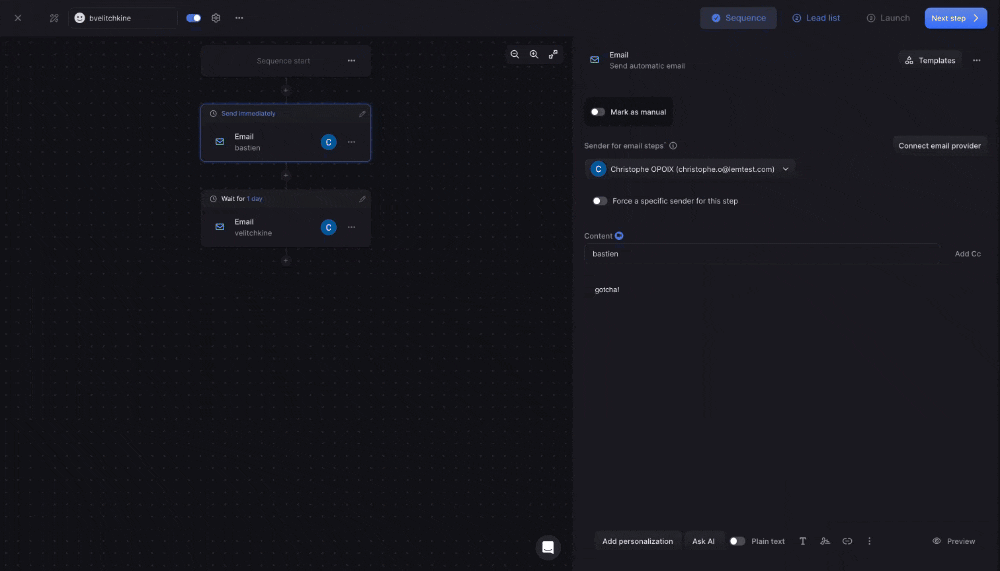 bvelitchkine
Sequence
2 Lead list
3 Launch
Next step
Sequence start
Send immediately
Email
bastien
C
Wait for 1 day
Email
velitchkine
C
Email
Send automatic email
Templates
Mark as manual
Sender for email steps*
Connect email provider
C Christophe OPOIX (christophe.o@lemtest.com)
Force a specific sender for this step
Content
bastien
Add Cc
gotcha!
Add personalization
Ask AI
Plain text
Preview